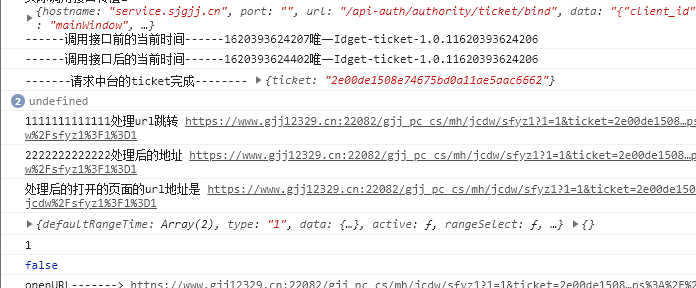 {hostname: "service.sjgjj.cn", port: "", url: "/api-auth/authority/ticket/bind", data: "{"client_id"
: "mainWindow", …}
------调用接口前的当前时间------1620393624207唯一Idget-ticket-1.0.11620393624206
------调用接口后的当前时间------1620393624402唯一Idget-ticket-1.0.11620393624206
-------请求中台的ticket完成-------- {ticket: "2e00de1508e74675bd0a11ae5aac6662"}
2 undefined
1111111111111处理url跳转 https://www.gjj12329.cn:22082/gjj_pc_cs/mh/jcdw/sfyz1?1=1&ticket=2e00de1508…ps
w%2Fsfyz1%3F1%3D1
2222222222222处理后的地址 https://www.gjj12329.cn:22082/gjj_pc_cs/mh/jcdw/sfyz1?1=1&ticket=2e00de1508…ps
w%2Fsfyz1%3F1%3D1
处理后的打开的页面的url地址是 https://www.gjj12329.cn:22082/gjj_pc_cs/mh/jcdw/sfyz1?1=1&ticket=2e00de150
jcdw%2Fsfyz1%3F1%3D1
{defaultRangeTime: Array(2), type: "1", data: {…}, active: ƒ, rangeSelect: ƒ, …} {}
1
false
openURL-------> https://www.gjj12329.cn:22082/gjj_pc_cs/mh/jcdw/sfyz1?1=1&ticket=2e00de1508…ps%3A%2F%2